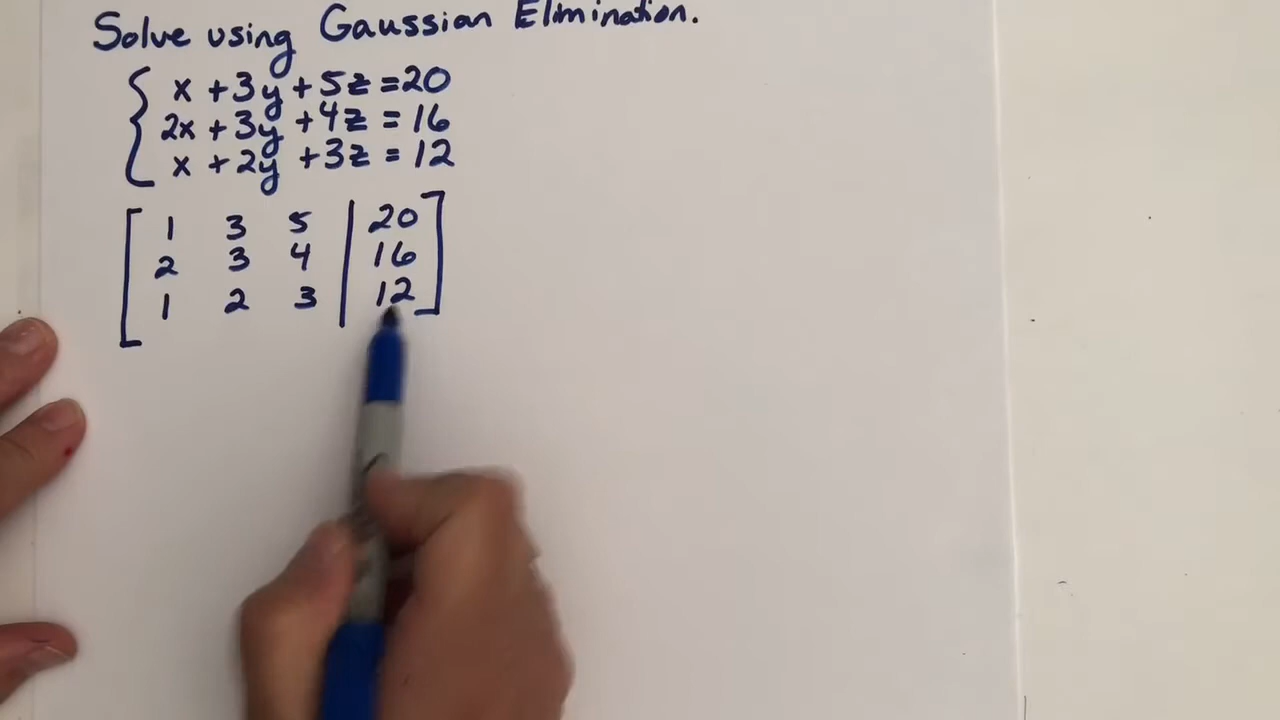 Solve using Gaussian Elimination.
x + 3y + 5z = 20
2x + 3y + 4z = 16
x + 2y + 3z = 12
1 3 5 | 20
2 3 4 | 16
1 2 3 | 12